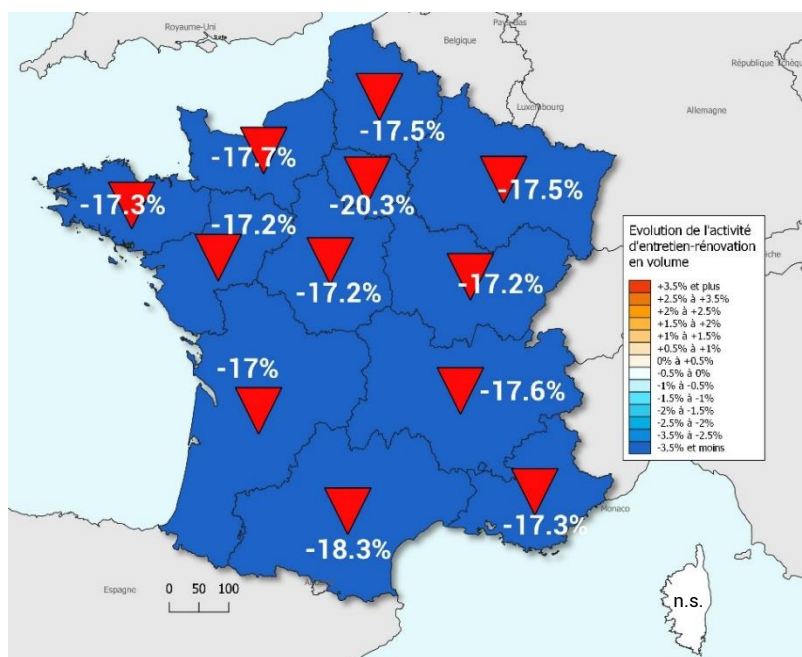 Royaume-Uni
Pays-Bas
Belgique
République Tchèque
Luxembourg
Allemagne
-17.5%
-17.7%
-17.5%
-17.3%
-20.3%
-17.2%
-17.2%
-17.2%
Evolution de l'activité
d'entretien-rénovation
en volume
+3.5% et plus
+2.5% à +3.5%
+2% à +2.5%
+1.5% à +2%
+1% à +1.5%
+0.5% à +1%
0% à +0.5%
-0.5% à 0%
-1% à -0.5%
-1.5% à -1%
-2% à -1.5%
-2.5% à -2%
-3.5% à -2.5%
-3.5% et moins
-17%
-17.6%
-17.3%
Monaco
-18.3%
Espagne
0 50 100
n.s.